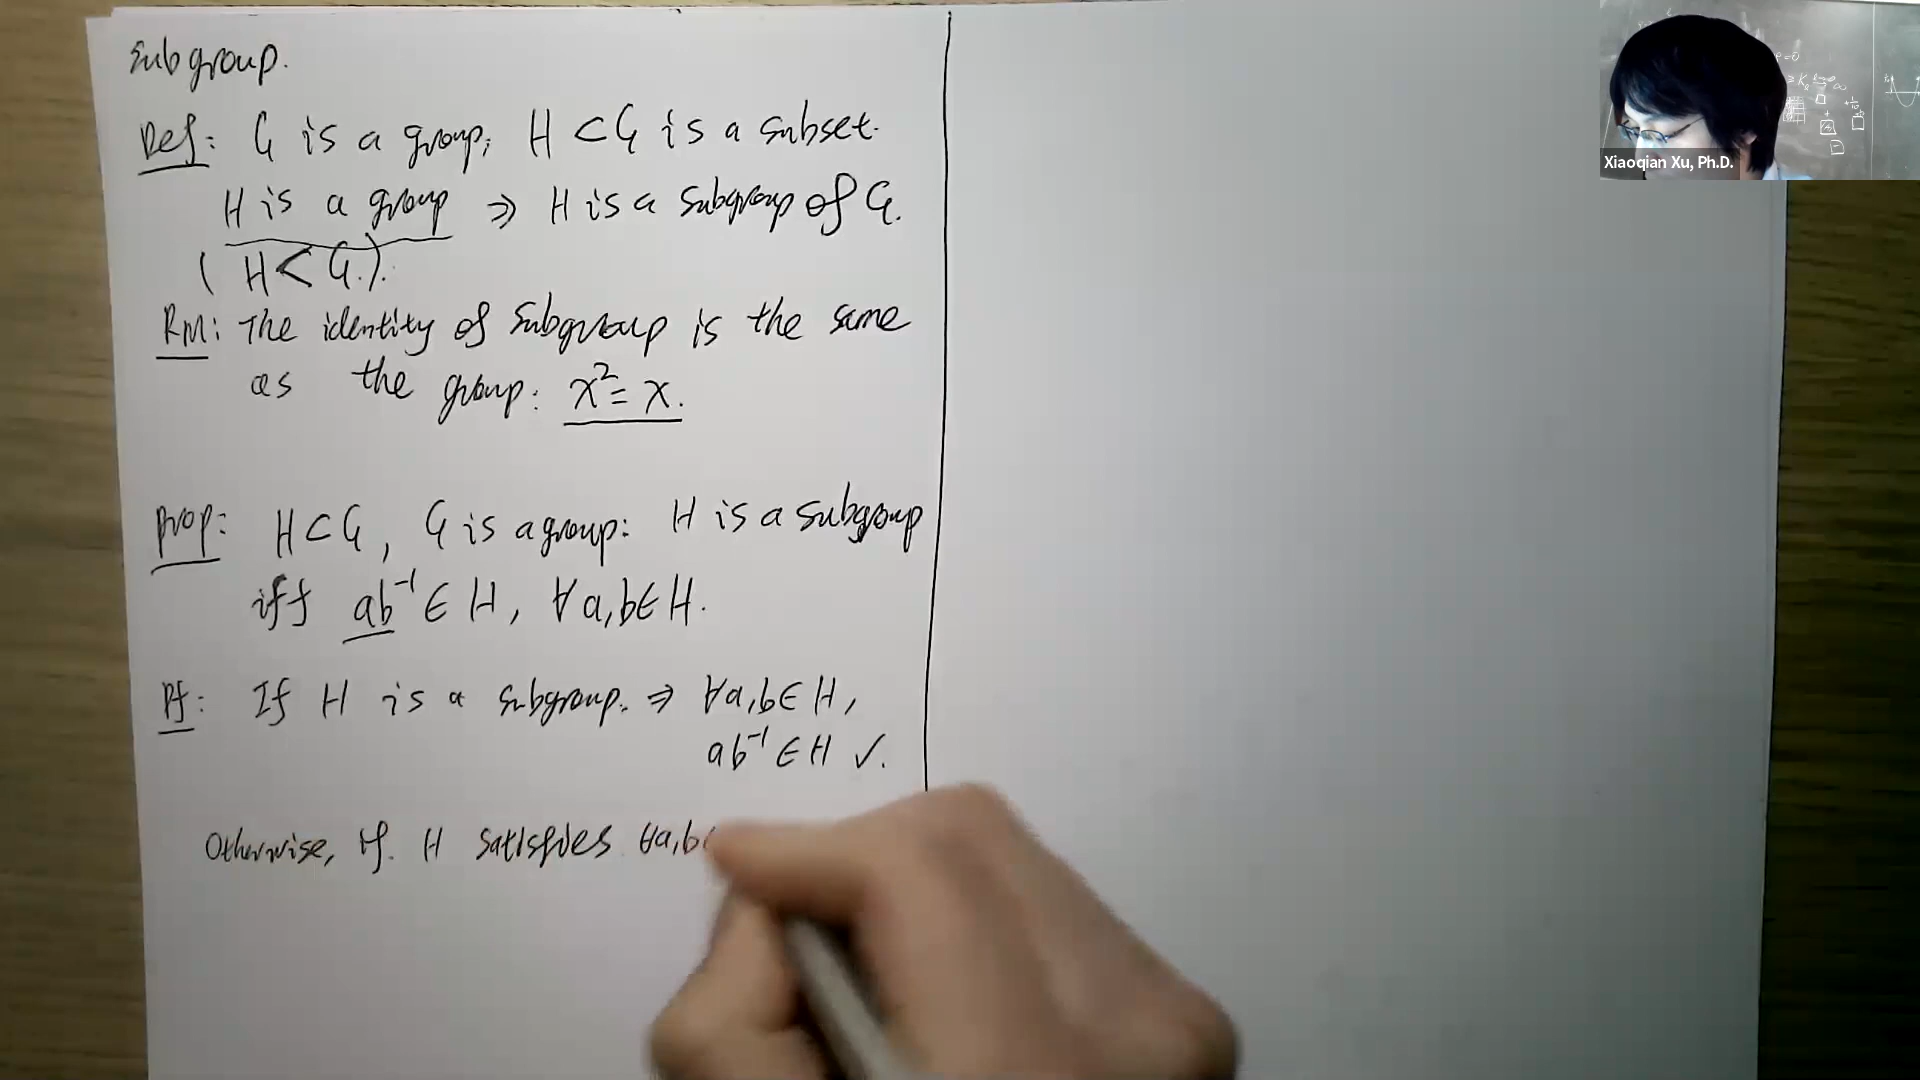 Subgroup.
Def: G is a group, H ⊂ G is a subset.
H is a group ⇒ H is a subgroup of G.
(H < G.).
RM: The identity of subgroup is the same
as the group: x² = x.
Prop: H ⊂ G, G is a group: H is a subgroup
iff ab⁻¹ ∈ H, ∀a,b ∈ H.
Pf: If H is a subgroup. ⇒ ∀a,b ∈ H,
ab⁻¹ ∈ H ✓.
Otherwise, if. H satisfies ∀a,b
Xiaoqian Xu, Ph.D.